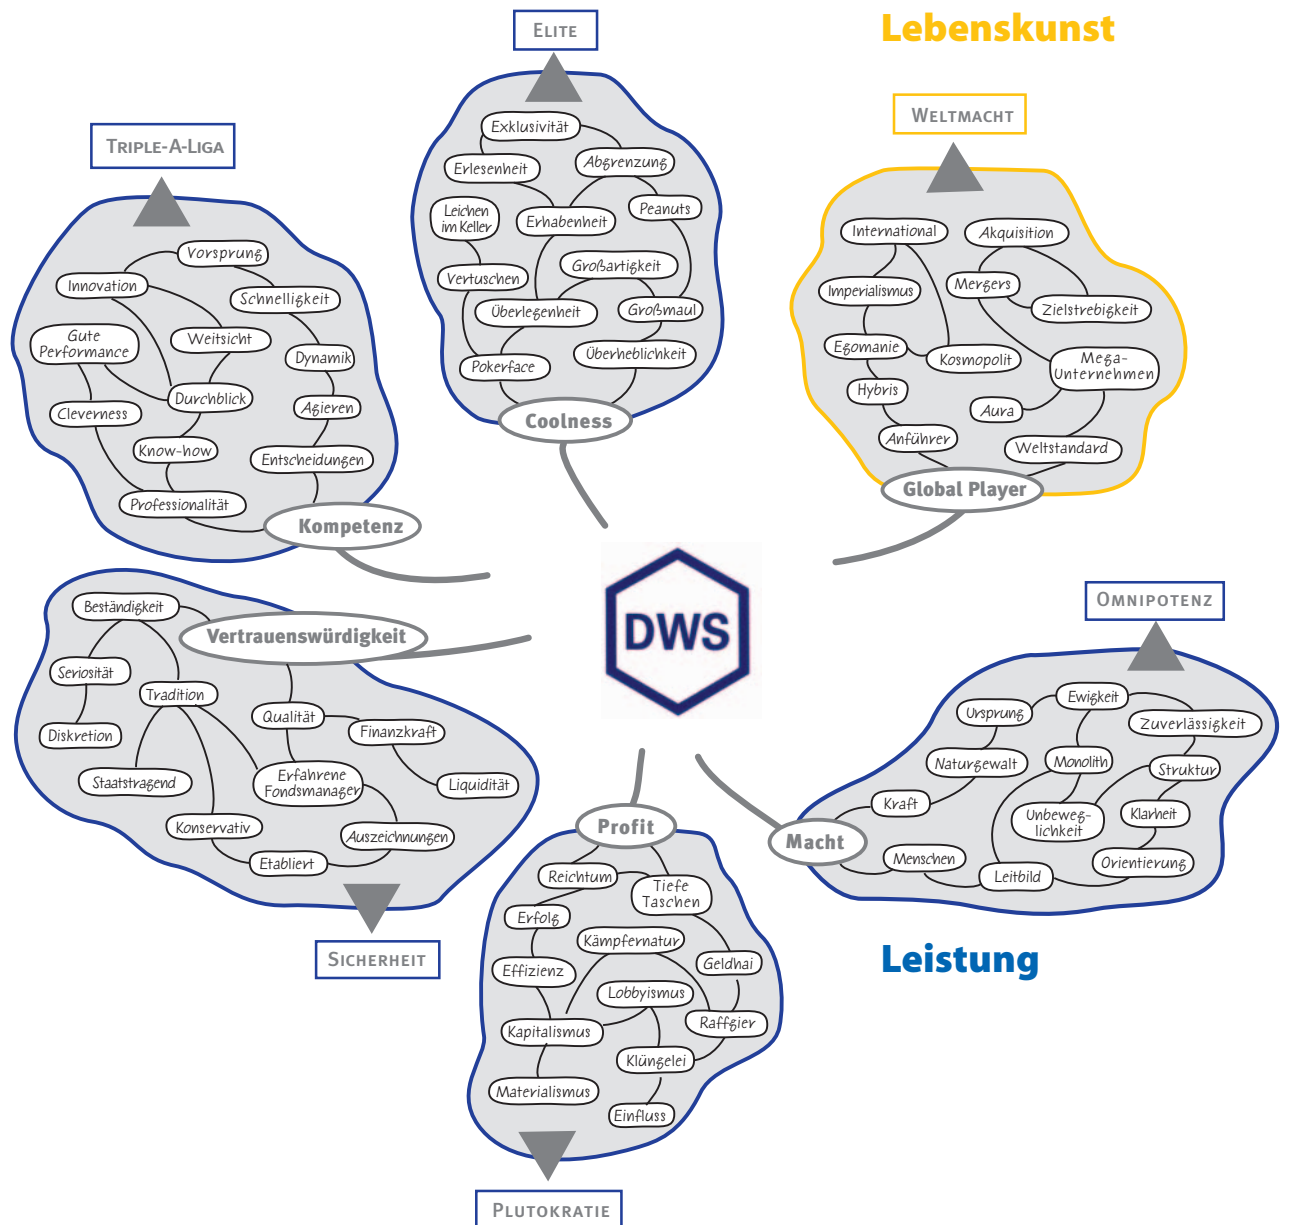 ELITE
Lebenskunst
WELTMACHT
TRIPLE-A-LIGA
Exklusivität
Erlesenheit
Abgrenzung
Leichen
im Keller
Erhabenheit
Peanuts
Vertuschen
Großartigkeit
Überlegenheit
Großmaul
Pokerface
Überheblichkeit
Coolness
International
Akquisition
Imperialismus
Mergers
Zielstrebigkeit
Egomanie
Kosmopolit
Mega-
Unternehmen
Hybris
Aura
Anführer
Weltstandard
Global Player
Vorsprung
Innovation
Schnelligkeit
Gute
Performance
Weitsicht
Dynamik
Durchblick
Cleverness
Agieren
Know-how
Entscheidungen
Professionalität
Kompetenz
DWS
Beständigkeit
Vertrauenswürdigkeit
Seriosität
Tradition
Diskretion
Qualität
Finanzkraft
Staatstragend
Erfahrene
Fondsmanager
Liquidität
Konservativ
Auszeichnungen
Etabliert
SICHERHEIT
OMNIPOTENZ
Ursprung
Ewigkeit
Zuverlässigkeit
Naturgewalt
Monolith
Struktur
Kraft
Unbeweg-
lichkeit
Klarheit
Macht
Menschen
Leitbild
Orientierung
Leistung
Profit
Reichtum
Tiefe
Taschen
Erfolg
Kämpfernatur
Effizienz
Geldhai
Lobbyismus
Kapitalismus
Raffgier
Klüngelei
Materialismus
Einfluss
PLUTOKRATIE